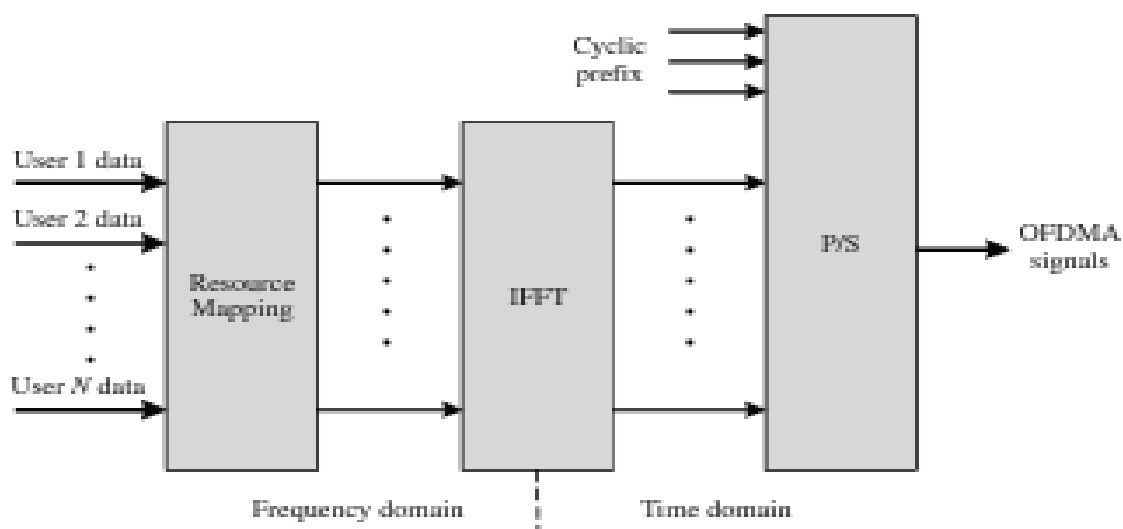 Cyclic
prefix
User 1 data
User 2 data
User N data
Resource
Mapping
IFFT
P/S
OFDMA
signals
Frequency domain
Time domain